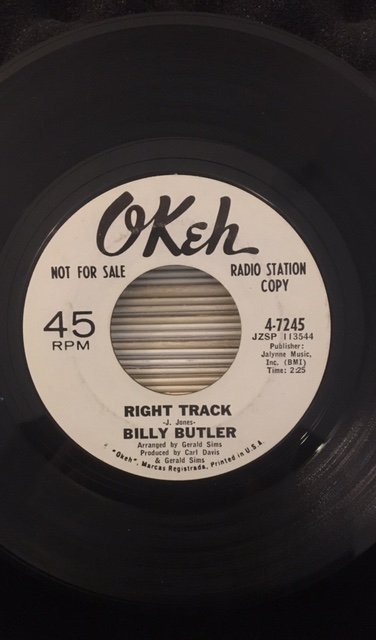 OKeh
NOT FOR SALE
RADIO STATION
COPY
45
RPM
4-7245
JZSP 113544
Publisher:
Jalynne Music,
Inc. (BMI)
Time: 2:25
RIGHT TRACK
-J. Jones-
BILLY BUTLER
Arranged by Gerald Sims
Produced by Carl Davis
& Gerald Sims
"Okeh", Marcas Registrada. Printed in U.S.A.